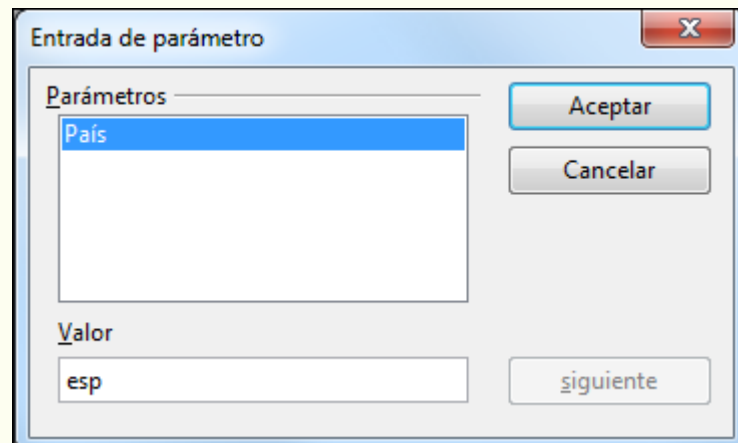 Entrada de parámetro
Parámetros
País
Aceptar
Cancelar
Valor
esp
siguiente